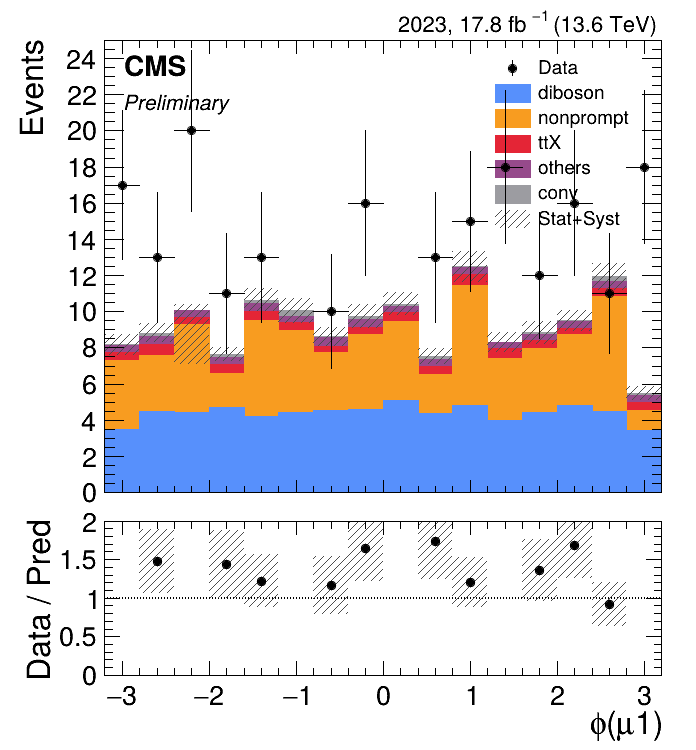 2023, 17.8 fb⁻¹ (13.6 TeV)
CMS
Preliminary
Data
diboson
nonprompt
ttX
others
conv
Stat+Syst
Events
24
22
20
18
16
14
12
10
8
6
4
2
0
Data / Pred
2
1.5
1
0.5
0
−3 −2 −1 0 1 2 3
ϕ(μ1)